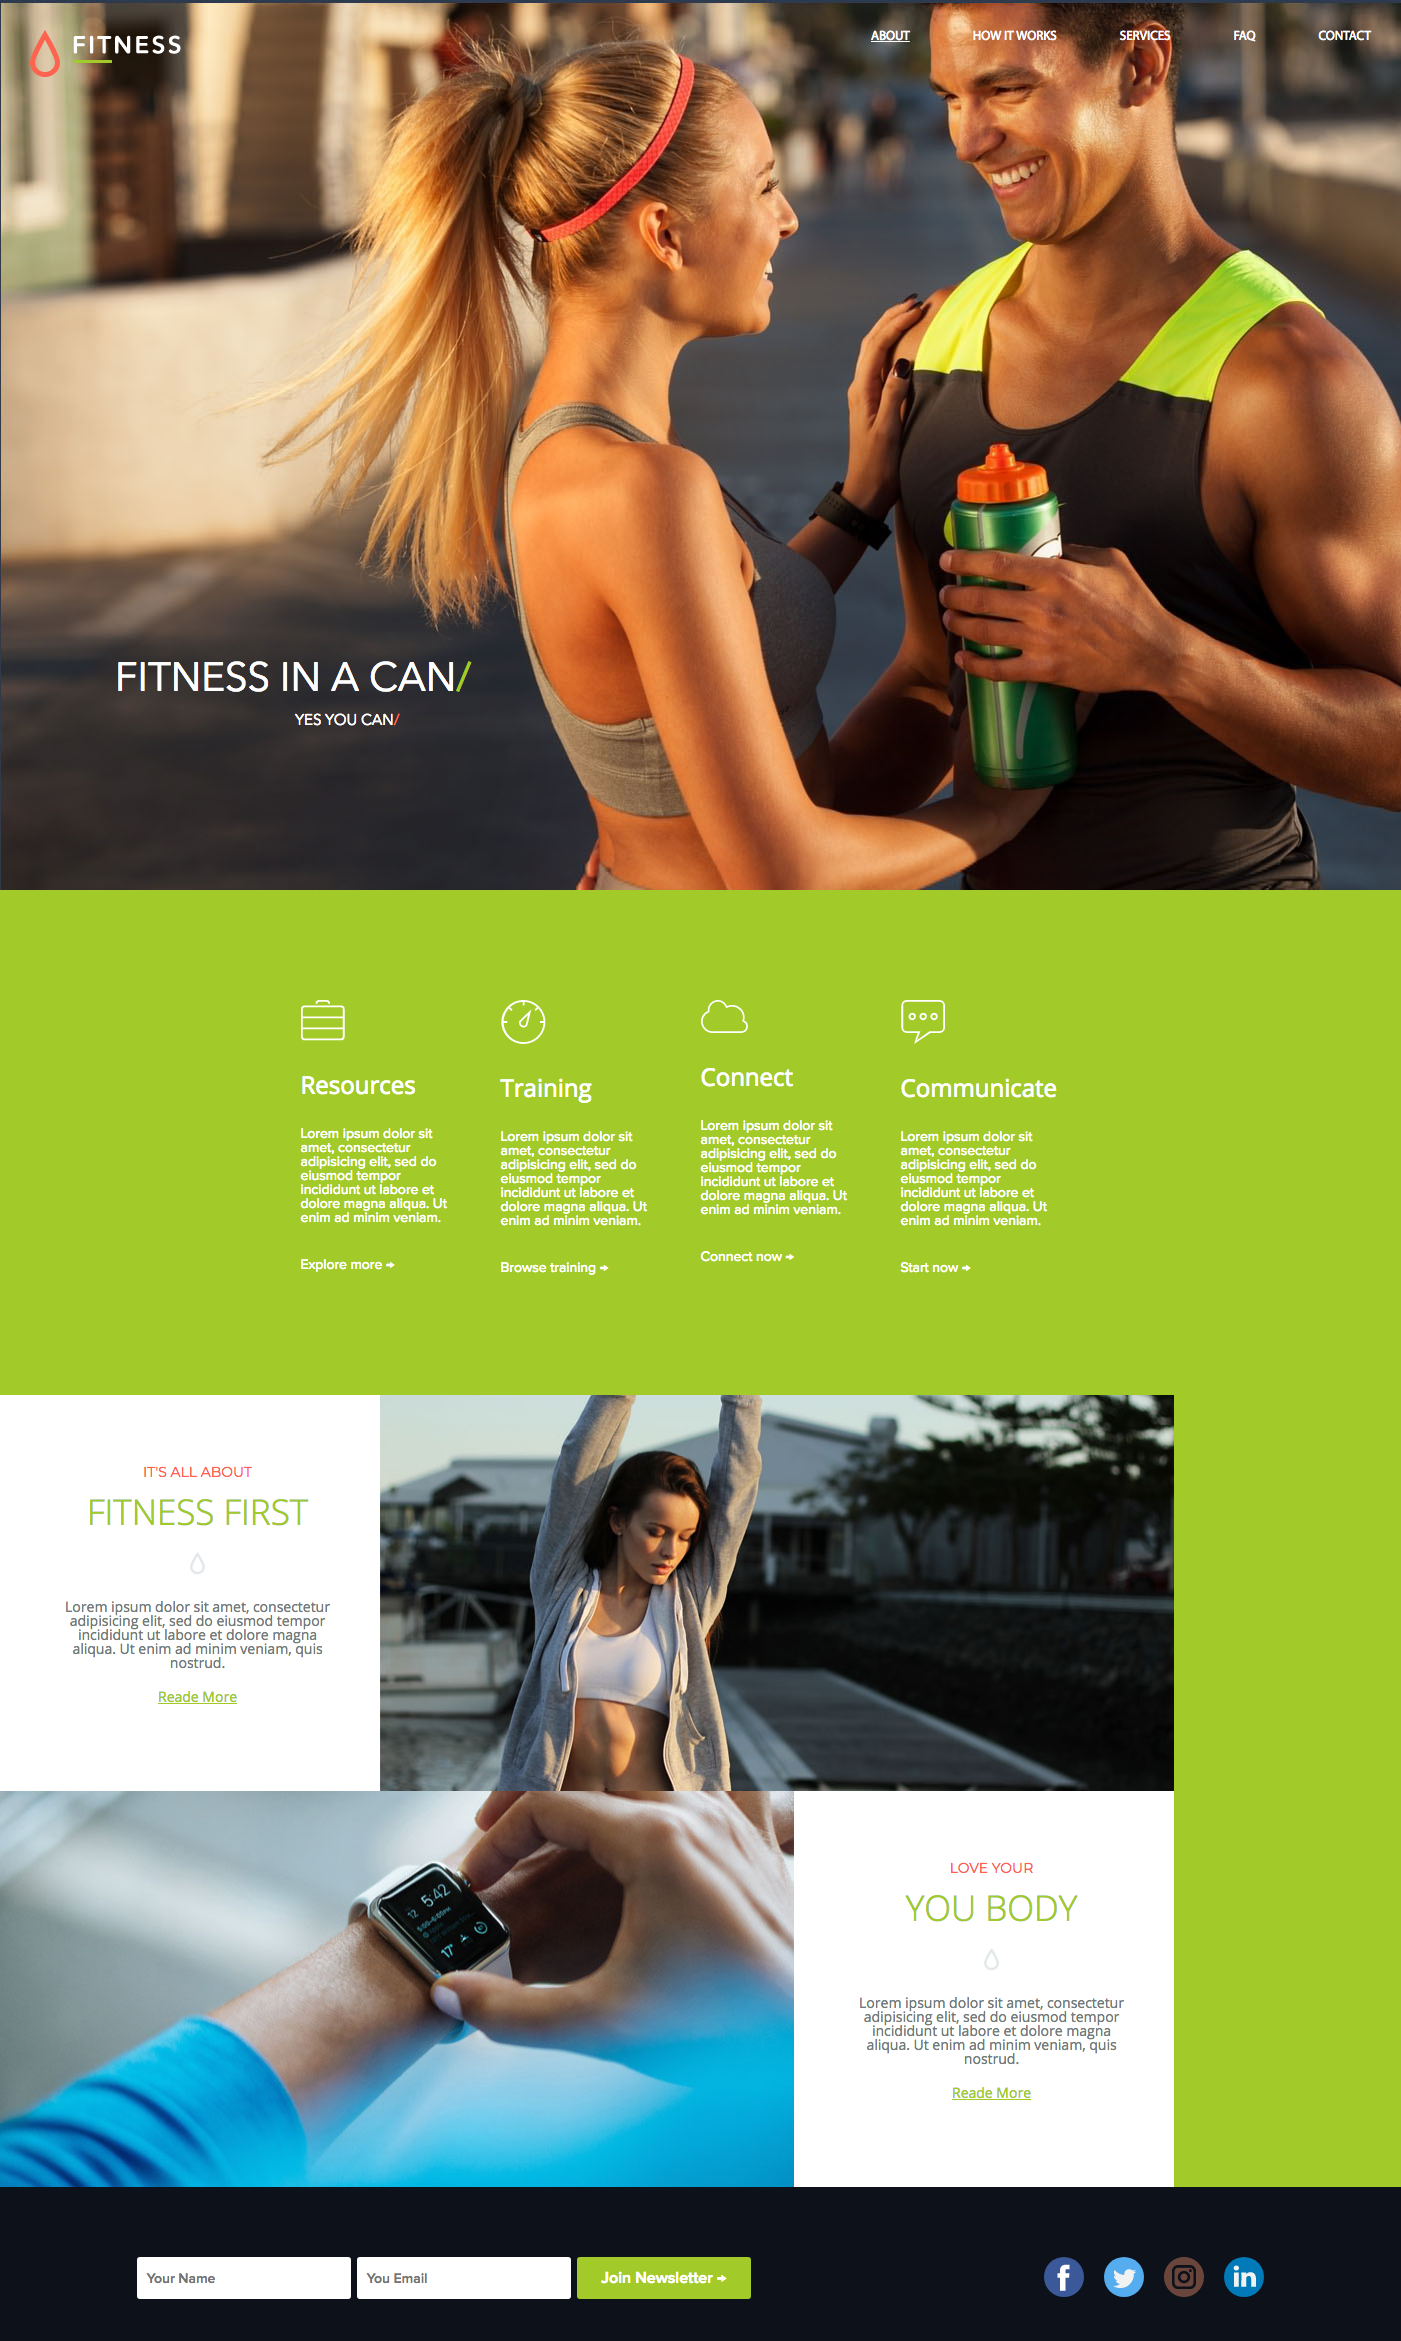 FITNESS
ABOUT
HOW IT WORKS
SERVICES
FAQ
CONTACT
FITNESS IN A CAN/
YES YOU CAN/
Resources
Lorem ipsum dolor sit
amet, consectetur
adipisicing elit, sed do
eiusmod tempor
incididunt ut labore et
dolore magna aliqua. Ut
enim ad minim veniam.
Explore more →
Training
Lorem ipsum dolor sit
amet, consectetur
adipisicing elit, sed do
eiusmod tempor
incididunt ut labore et
dolore magna aliqua. Ut
enim ad minim veniam.
Browse training →
Connect
Lorem ipsum dolor sit
amet, consectetur
adipisicing elit, sed do
eiusmod tempor
incididunt ut labore et
dolore magna aliqua. Ut
enim ad minim veniam.
Connect now →
Communicate
Lorem ipsum dolor sit
amet, consectetur
adipisicing elit, sed do
eiusmod tempor
incididunt ut labore et
dolore magna aliqua. Ut
enim ad minim veniam.
Start now →
IT'S ALL ABOUT
FITNESS FIRST
Lorem ipsum dolor sit amet, consectetur
adipisicing elit, sed do eiusmod tempor
incididunt ut labore et dolore magna
aliqua. Ut enim ad minim veniam, quis
nostrud.
Reade More
5:42
12
17°
LOVE YOUR
YOU BODY
Lorem ipsum dolor sit amet, consectetur
adipisicing elit, sed do eiusmod tempor
incididunt ut labore et dolore magna
aliqua. Ut enim ad minim veniam, quis
nostrud.
Reade More
Your Name
You Email
Join Newsletter →
f
in